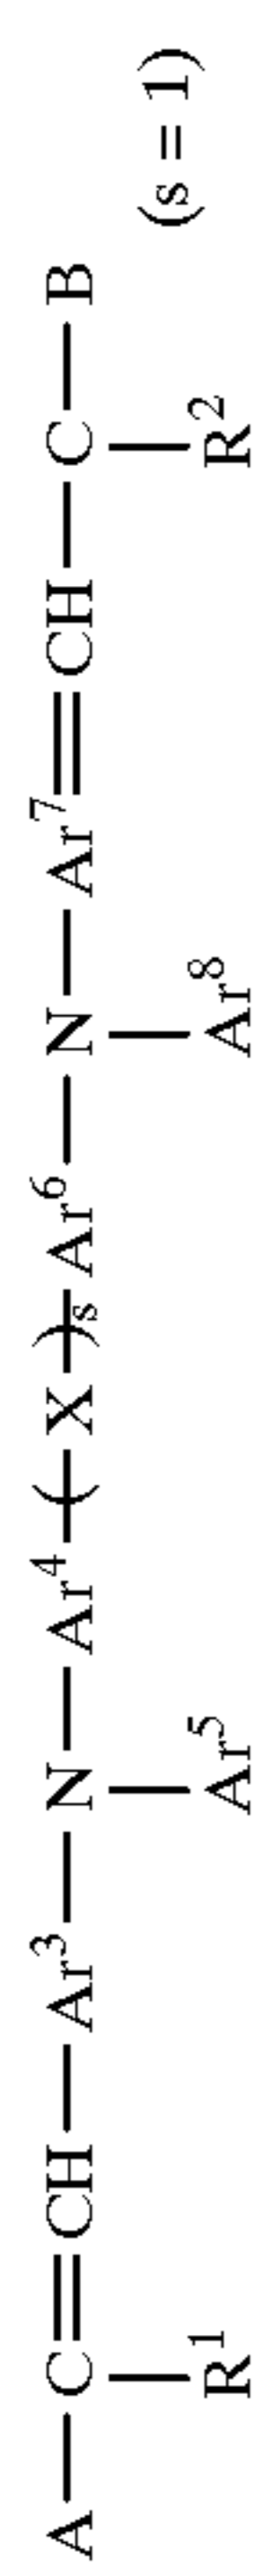 A—C=CH—Ar³—N—Ar⁴—(X)ₛ—Ar⁶—N—Ar⁷=CH—C—B
R¹ Ar⁵ Ar⁸ R² (s = 1)